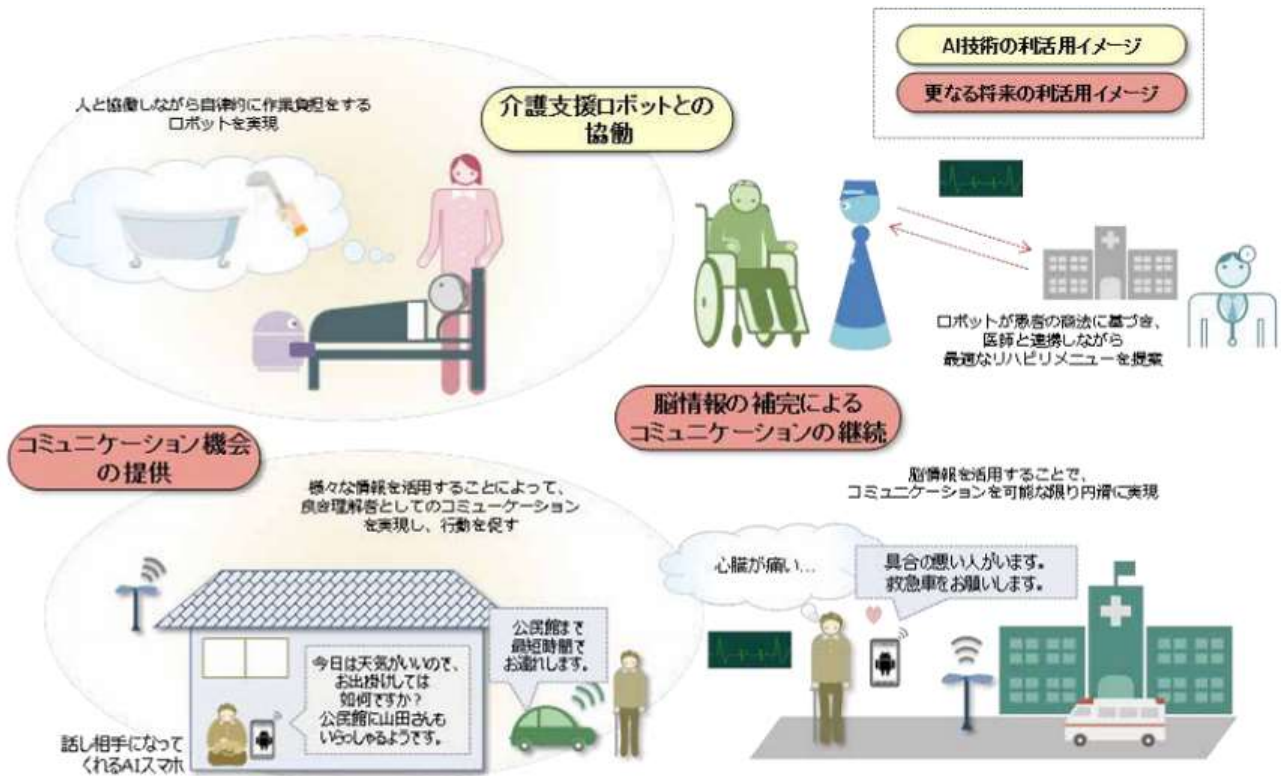 AI技術の利活用イメージ
更なる将来の利活用イメージ
人と協働しながら自律的に作業負担をする
ロボットを実現
介護支援ロボットとの
協働
ロボットが患者の商法に基づき、
医師と連携しながら
最適なリハビリメニューを提案
コミュニケーション機会
の提供
様々な情報を活用することによって、
良き理解者としてのコミューケーション
を実現し、行動を促す
脳情報の補完による
コミュニケーションの継続
脳情報を活用することで、
コミュニケーションを可能な限り円滑に実現
心臓が痛い…
具合の悪い人がいます。
救急車をお願いします。
公民館まで
最短時間で
お連れします。
今日は天気がいいので、
お出掛けしては
如何ですか?
公民館に山田さんも
いらっしゃるようです。
話し相手になって
くれるAIスマホ